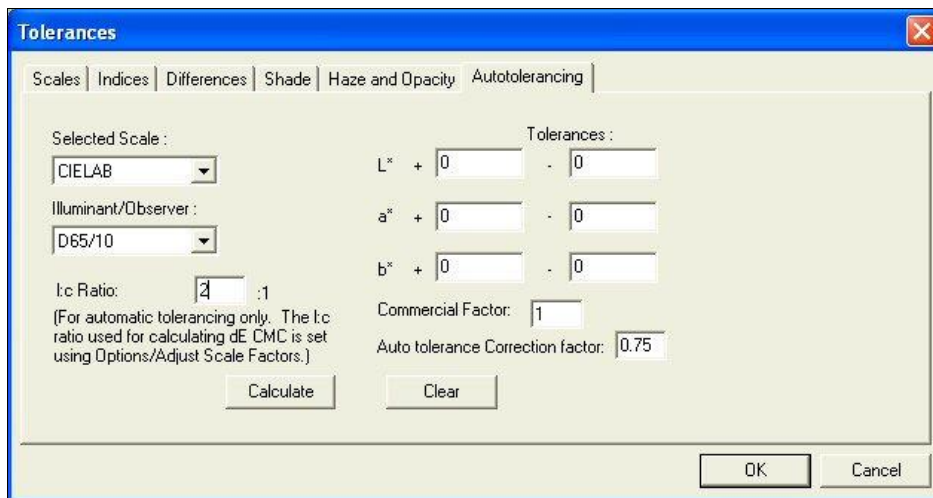 Tolerances
Scales Indices Differences Shade Haze and Opacity Autotolerancing
Selected Scale :
CIELAB
Illuminant/Observer :
D65/10
l:c Ratio: 2 :1
(For automatic tolerancing only. The l:c
ratio used for calculating dE CMC is set
using Options/Adjust Scale Factors.)
Tolerances :
L* + 0 - 0
a* + 0 - 0
b* + 0 - 0
Commercial Factor: 1
Auto tolerance Correction factor: 0.75
Calculate Clear
OK Cancel